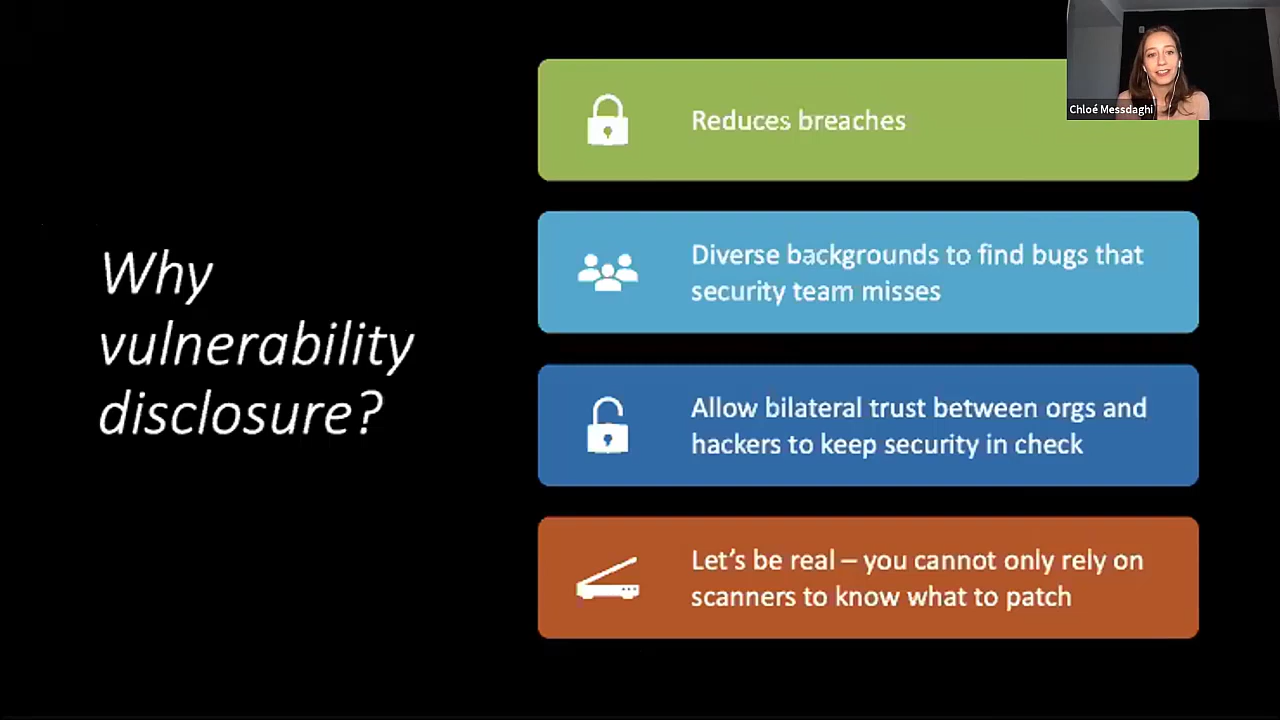 Why
vulnerability
disclosure?
Reduces breaches
Diverse backgrounds to find bugs that
security team misses
Allow bilateral trust between orgs and
hackers to keep security in check
Let's be real – you cannot only rely on
scanners to know what to patch
Chloé Messdaghi